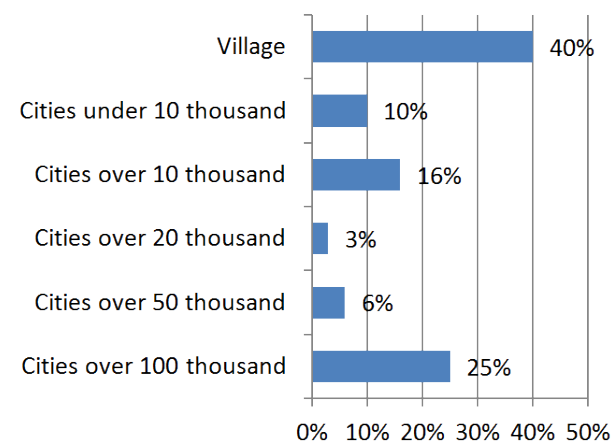 Village 40%
Cities under 10 thousand 10%
Cities over 10 thousand 16%
Cities over 20 thousand 3%
Cities over 50 thousand 6%
Cities over 100 thousand 25%
0% 10% 20% 30% 40% 50%